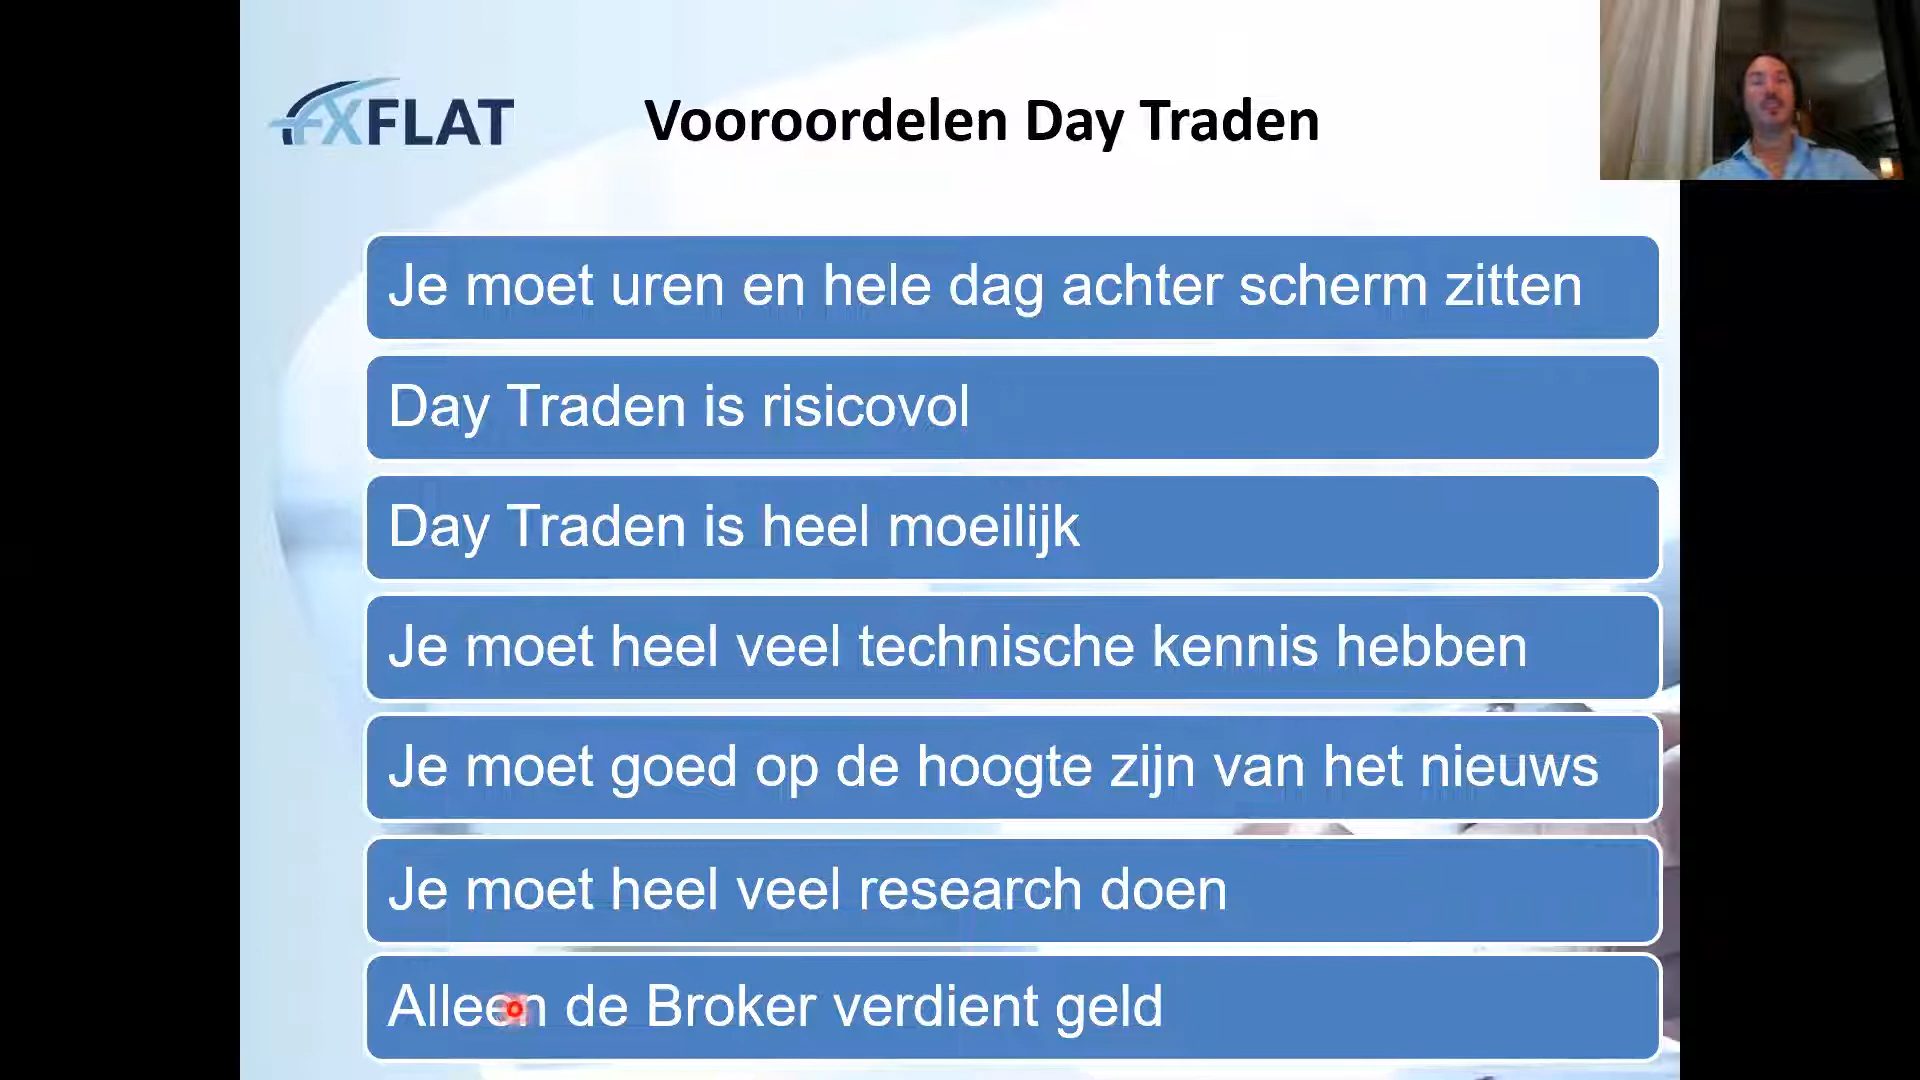 FXFLAT
Vooroordelen Day Traden
Je moet uren en hele dag achter scherm zitten
Day Traden is risicovol
Day Traden is heel moeilijk
Je moet heel veel technische kennis hebben
Je moet goed op de hoogte zijn van het nieuws
Je moet heel veel research doen
Alleen de Broker verdient geld